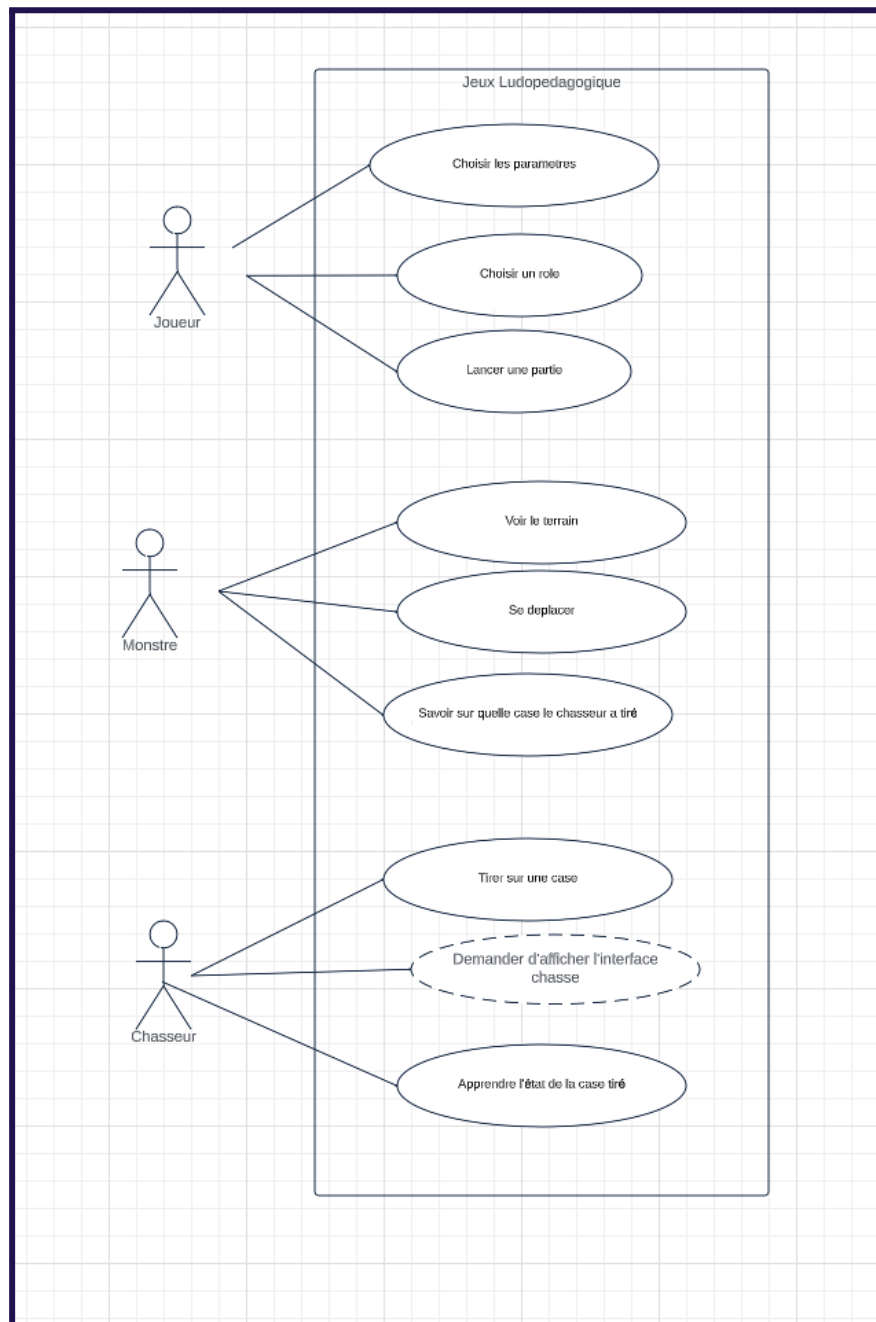 Jeux Ludopedagogique
Choisir les parametres
Choisir un role
Joueur
Lancer une partie
Voir le terrain
Se deplacer
Monstre
Savoir sur quelle case le chasseur a tiré
Tirer sur une case
Demander d'afficher l'interface
chasse
Chasseur
Apprendre l'état de la case tiré